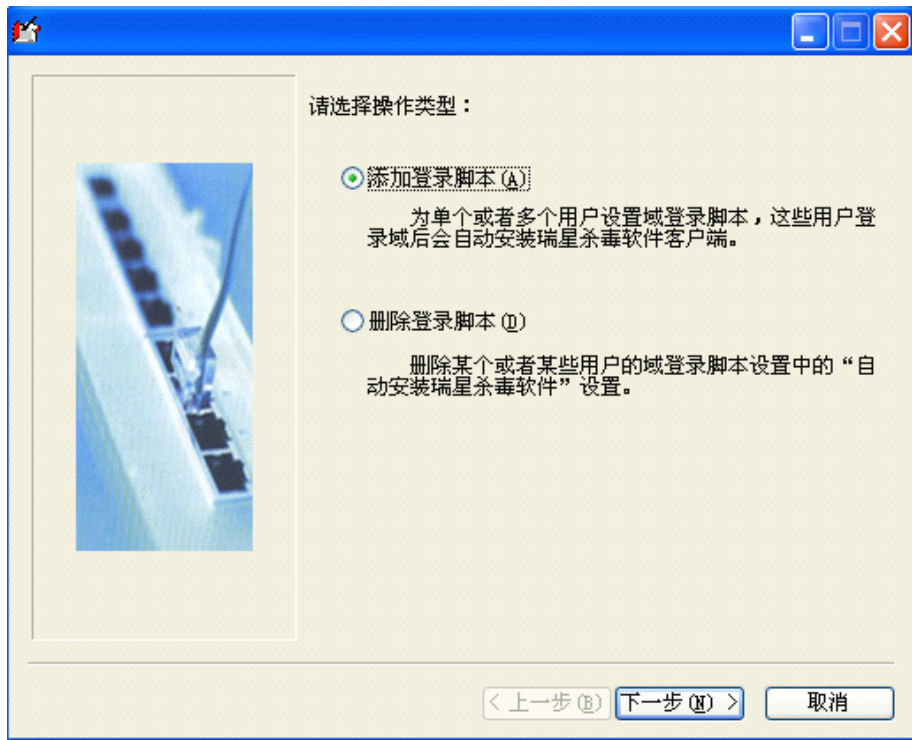 请选择操作类型：
添加登录脚本(A)
为单个或者多个用户设置域登录脚本，这些用户登
录域后会自动安装瑞星杀毒软件客户端。
删除登录脚本(D)
删除某个或者某些用户的域登录脚本设置中的“自
动安装瑞星杀毒软件”设置。
< 上一步(B)
下一步(N) >
取消